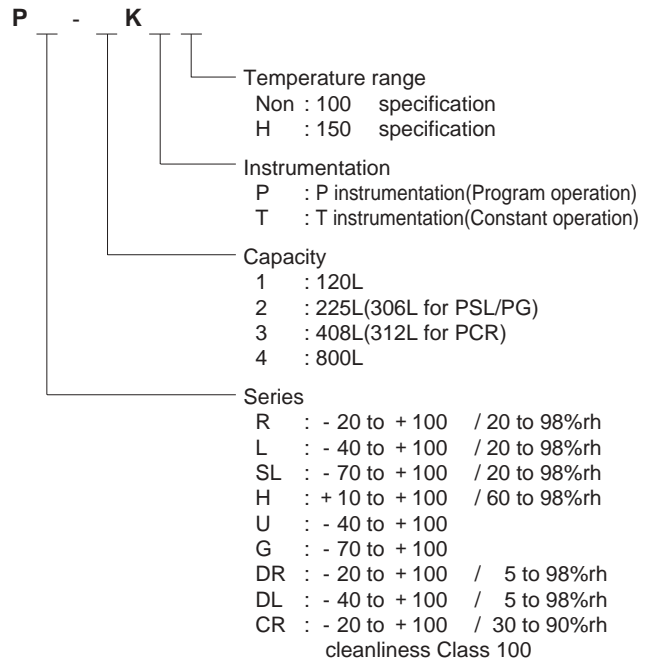 P _ - _ K _ _
Temperature range
Non : 100 specification
H : 150 specification
Instrumentation
P : P instrumentation(Program operation)
T : T instrumentation(Constant operation)
Capacity
1 : 120L
2 : 225L(306L for PSL/PG)
3 : 408L(312L for PCR)
4 : 800L
Series
R : - 20 to + 100 / 20 to 98%rh
L : - 40 to + 100 / 20 to 98%rh
SL : - 70 to + 100 / 20 to 98%rh
H : + 10 to + 100 / 60 to 98%rh
U : - 40 to + 100
G : - 70 to + 100
DR : - 20 to + 100 / 5 to 98%rh
DL : - 40 to + 100 / 5 to 98%rh
CR : - 20 to + 100 / 30 to 90%rh
cleanliness Class 100